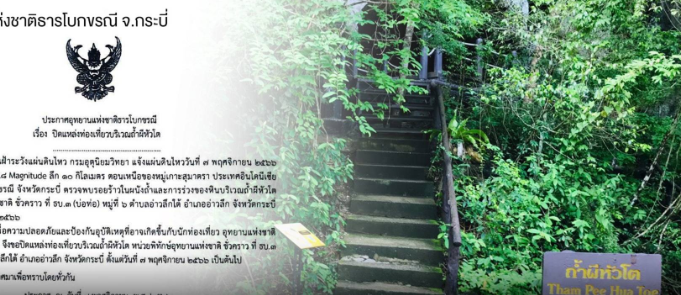 ห่งชาติธารโบกขรณี จ.กระบี่
ประกาศอุทยานแห่งชาติธารโบกขรณี
เรื่อง ปิดแหล่งท่องเที่ยวบริเวณถ้ำผีหัวโต
เฝ้าระวังแผ่นดินไหว กรมอุตุนิยมวิทยา แจ้งแผ่นดินไหววันที่ ๗ พฤศจิกายน ๒๕๖๖
.๘ Magnitude ลึก ๑๐ กิโลเมตร ตอนเหนือของหมู่เกาะสุมาตรา ประเทศอินโดนีเซีย
ขรณี จังหวัดกระบี่ ตรวจพบรอยร้าวในผนังถ้ำและการร่วงของหินบริเวณถ้ำผีหัวโต
ชาติ ชั่วคราว ที่ ธบ.๓ (บ่อท่อ) หมู่ที่ ๖ ตำบลอ่าวลึกใต้ อำเภออ่าวลึก จังหวัดกระบี่
๒๕๖๖
ื่อความปลอดภัยและป้องกันอุบัติเหตุที่อาจเกิดขึ้นกับนักท่องเที่ยว อุทยานแห่งชาติ
จึงขอปิดแหล่งท่องเที่ยวบริเวณถ้ำผีหัวโต หน่วยพิทักษ์อุทยานแห่งชาติ ชั่วคราว ที่ ธบ.๓
ลึกใต้ อำเภออ่าวลึก จังหวัดกระบี่ ตั้งแต่วันที่ ๗ พฤศจิกายน ๒๕๖๖ เป็นต้นไป
ศมาเพื่อทราบโดยทั่วกัน
ถ้ำผีหัวโต
Tham Pee Hua Toe